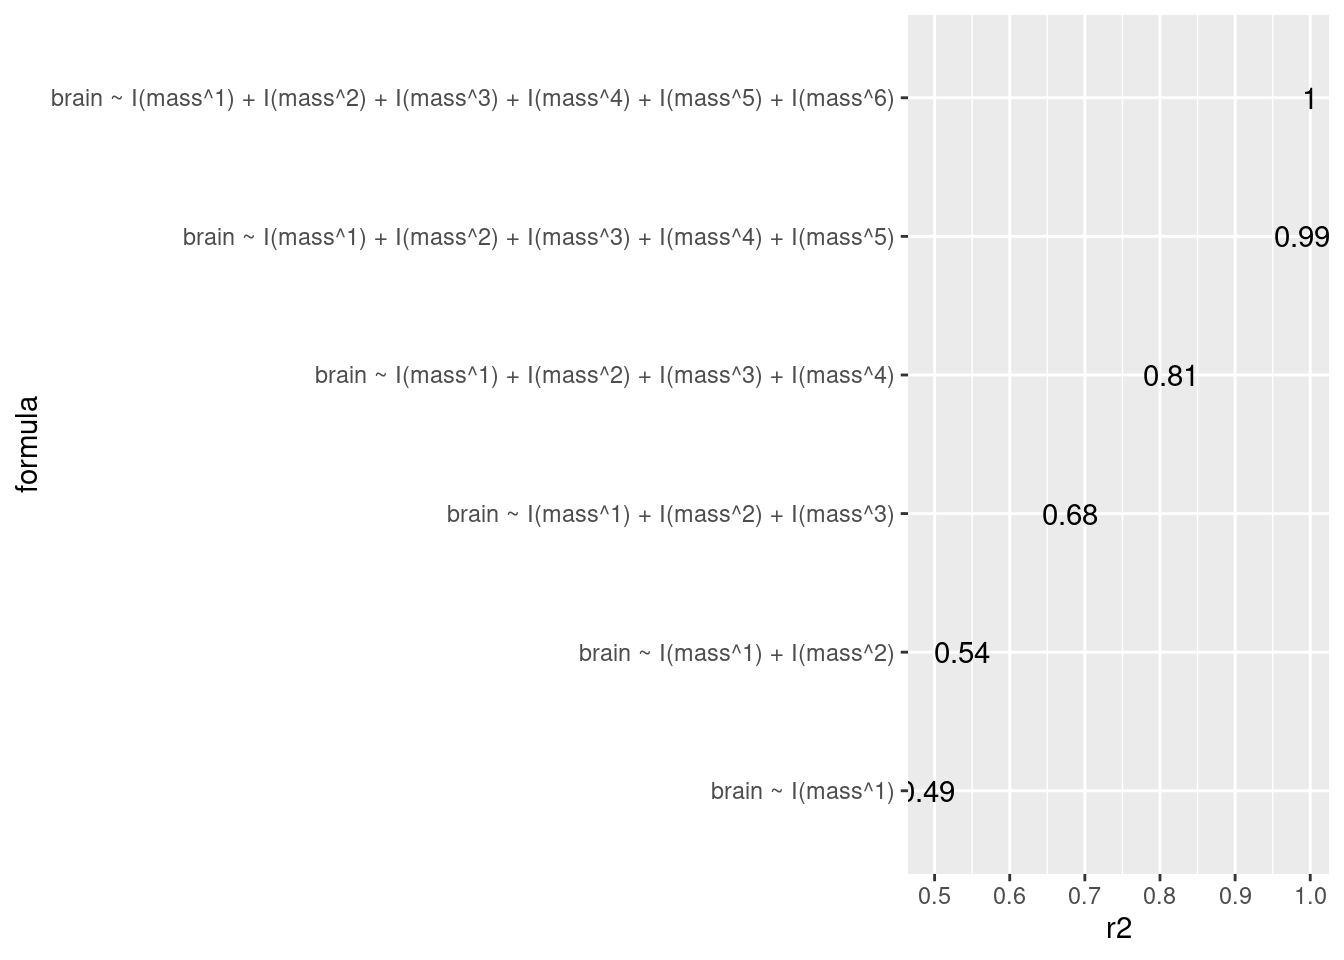 brain ~ I(mass^1) + I(mass^2) + I(mass^3) + I(mass^4) + I(mass^5) + I(mass^6) 1
brain ~ I(mass^1) + I(mass^2) + I(mass^3) + I(mass^4) + I(mass^5) 0.99
brain ~ I(mass^1) + I(mass^2) + I(mass^3) + I(mass^4) 0.81
formula
brain ~ I(mass^1) + I(mass^2) + I(mass^3) 0.68
brain ~ I(mass^1) + I(mass^2) 0.54
brain ~ I(mass^1) 0.49
0.5 0.6 0.7 0.8 0.9 1.0
r2